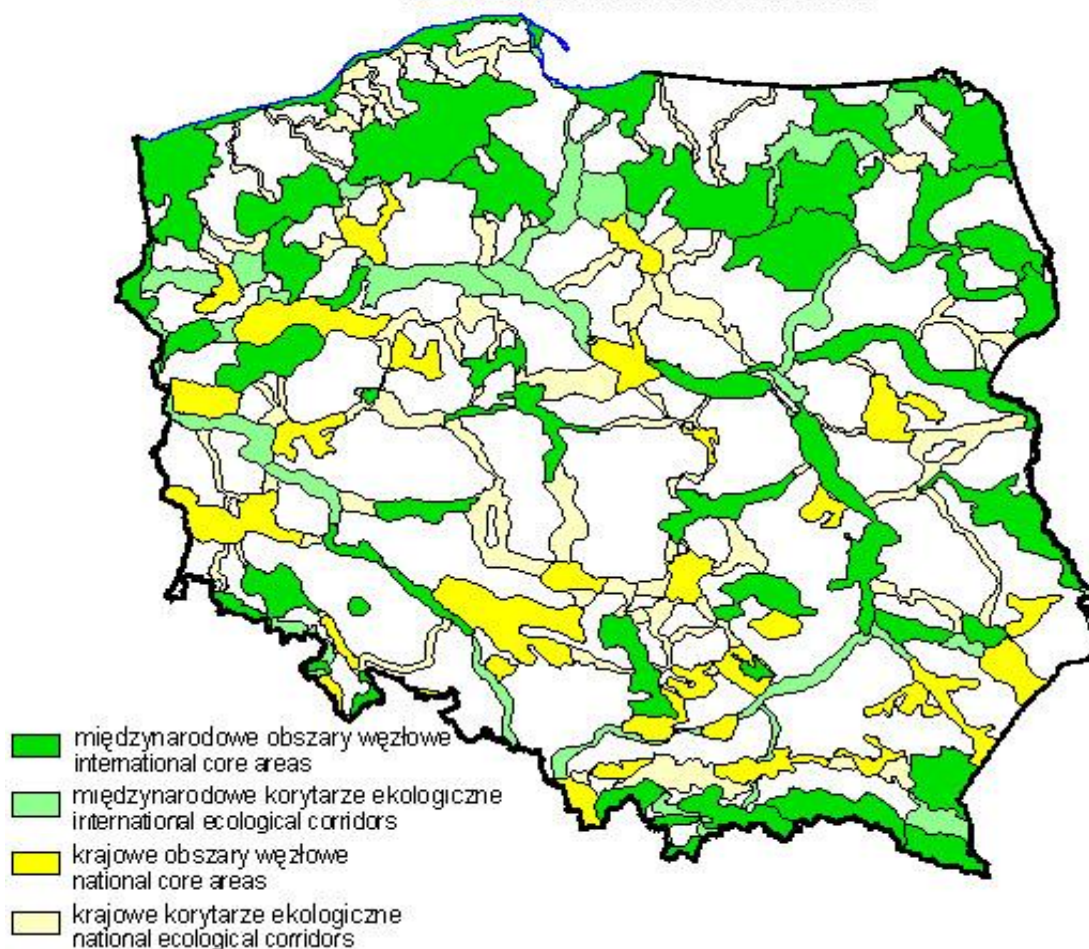 międzynarodowe obszary węzłowe
international core areas
międzynarodowe korytarze ekologiczne
international ecological corridors
krajowe obszary węzłowe
national core areas
krajowe korytarze ekologiczne
national ecological corridors